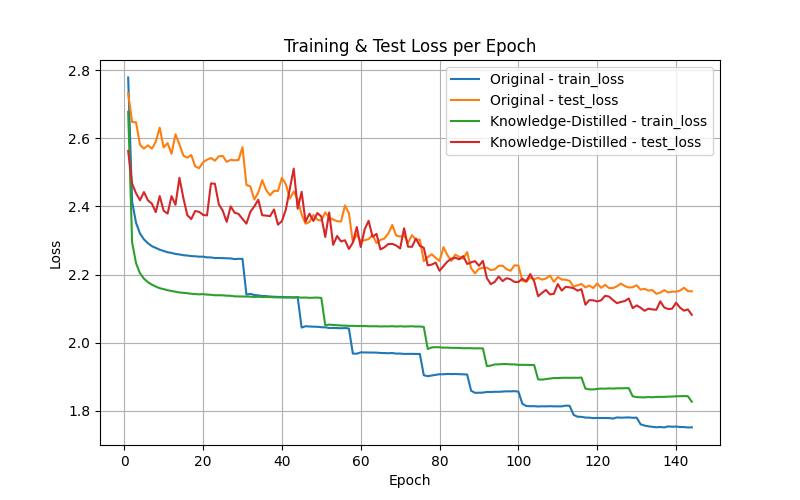 Training & Test Loss per Epoch
Original - train_loss
Original - test_loss
Knowledge-Distilled - train_loss
Knowledge-Distilled - test_loss
Loss
2.8
2.6
2.4
2.2
2.0
1.8
0 20 40 60 80 100 120 140
Epoch